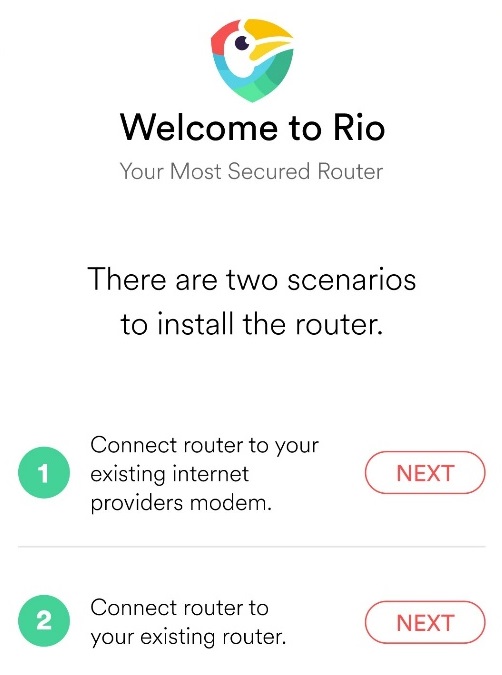 Welcome to Rio
Your Most Secured Router
There are two scenarios
to install the router.
1
Connect router to your
existing internet
providers modem.
NEXT
2
Connect router to
your existing router.
NEXT